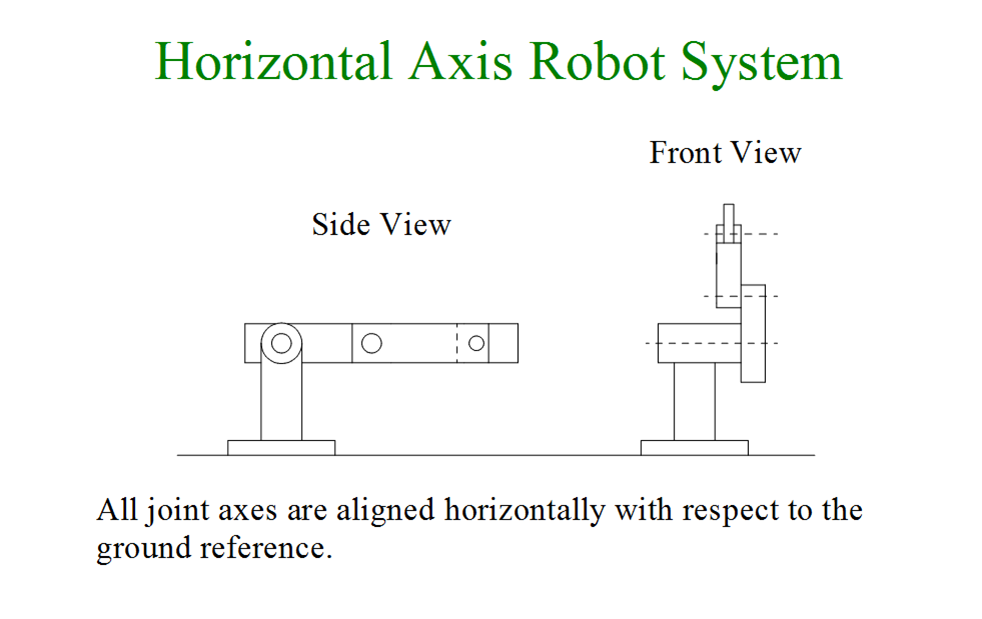 Horizontal Axis Robot System
Front View
Side View
All joint axes are aligned horizontally with respect to the
ground reference.